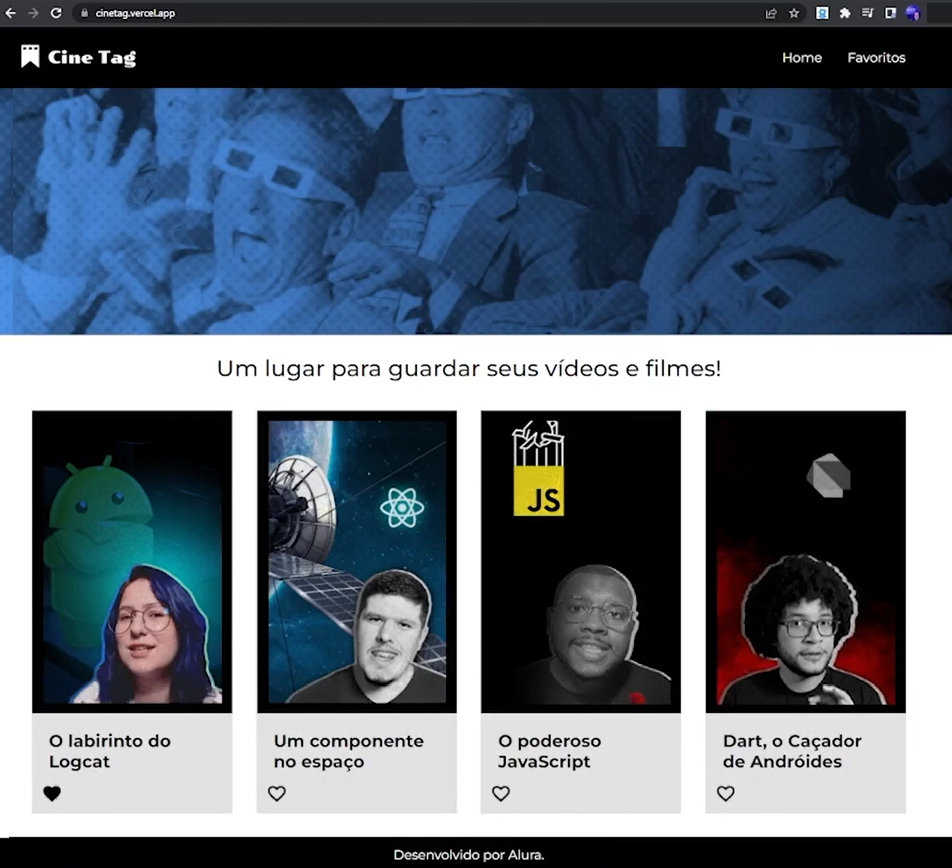 cinetag.vercel.app
Cine Tag
Home
Favoritos
Um lugar para guardar seus vídeos e filmes!
JS
O labirinto do
Logcat
Um componente
no espaço
O poderoso
JavaScript
Dart, o Caçador
de Andróides
Desenvolvido por Alura.